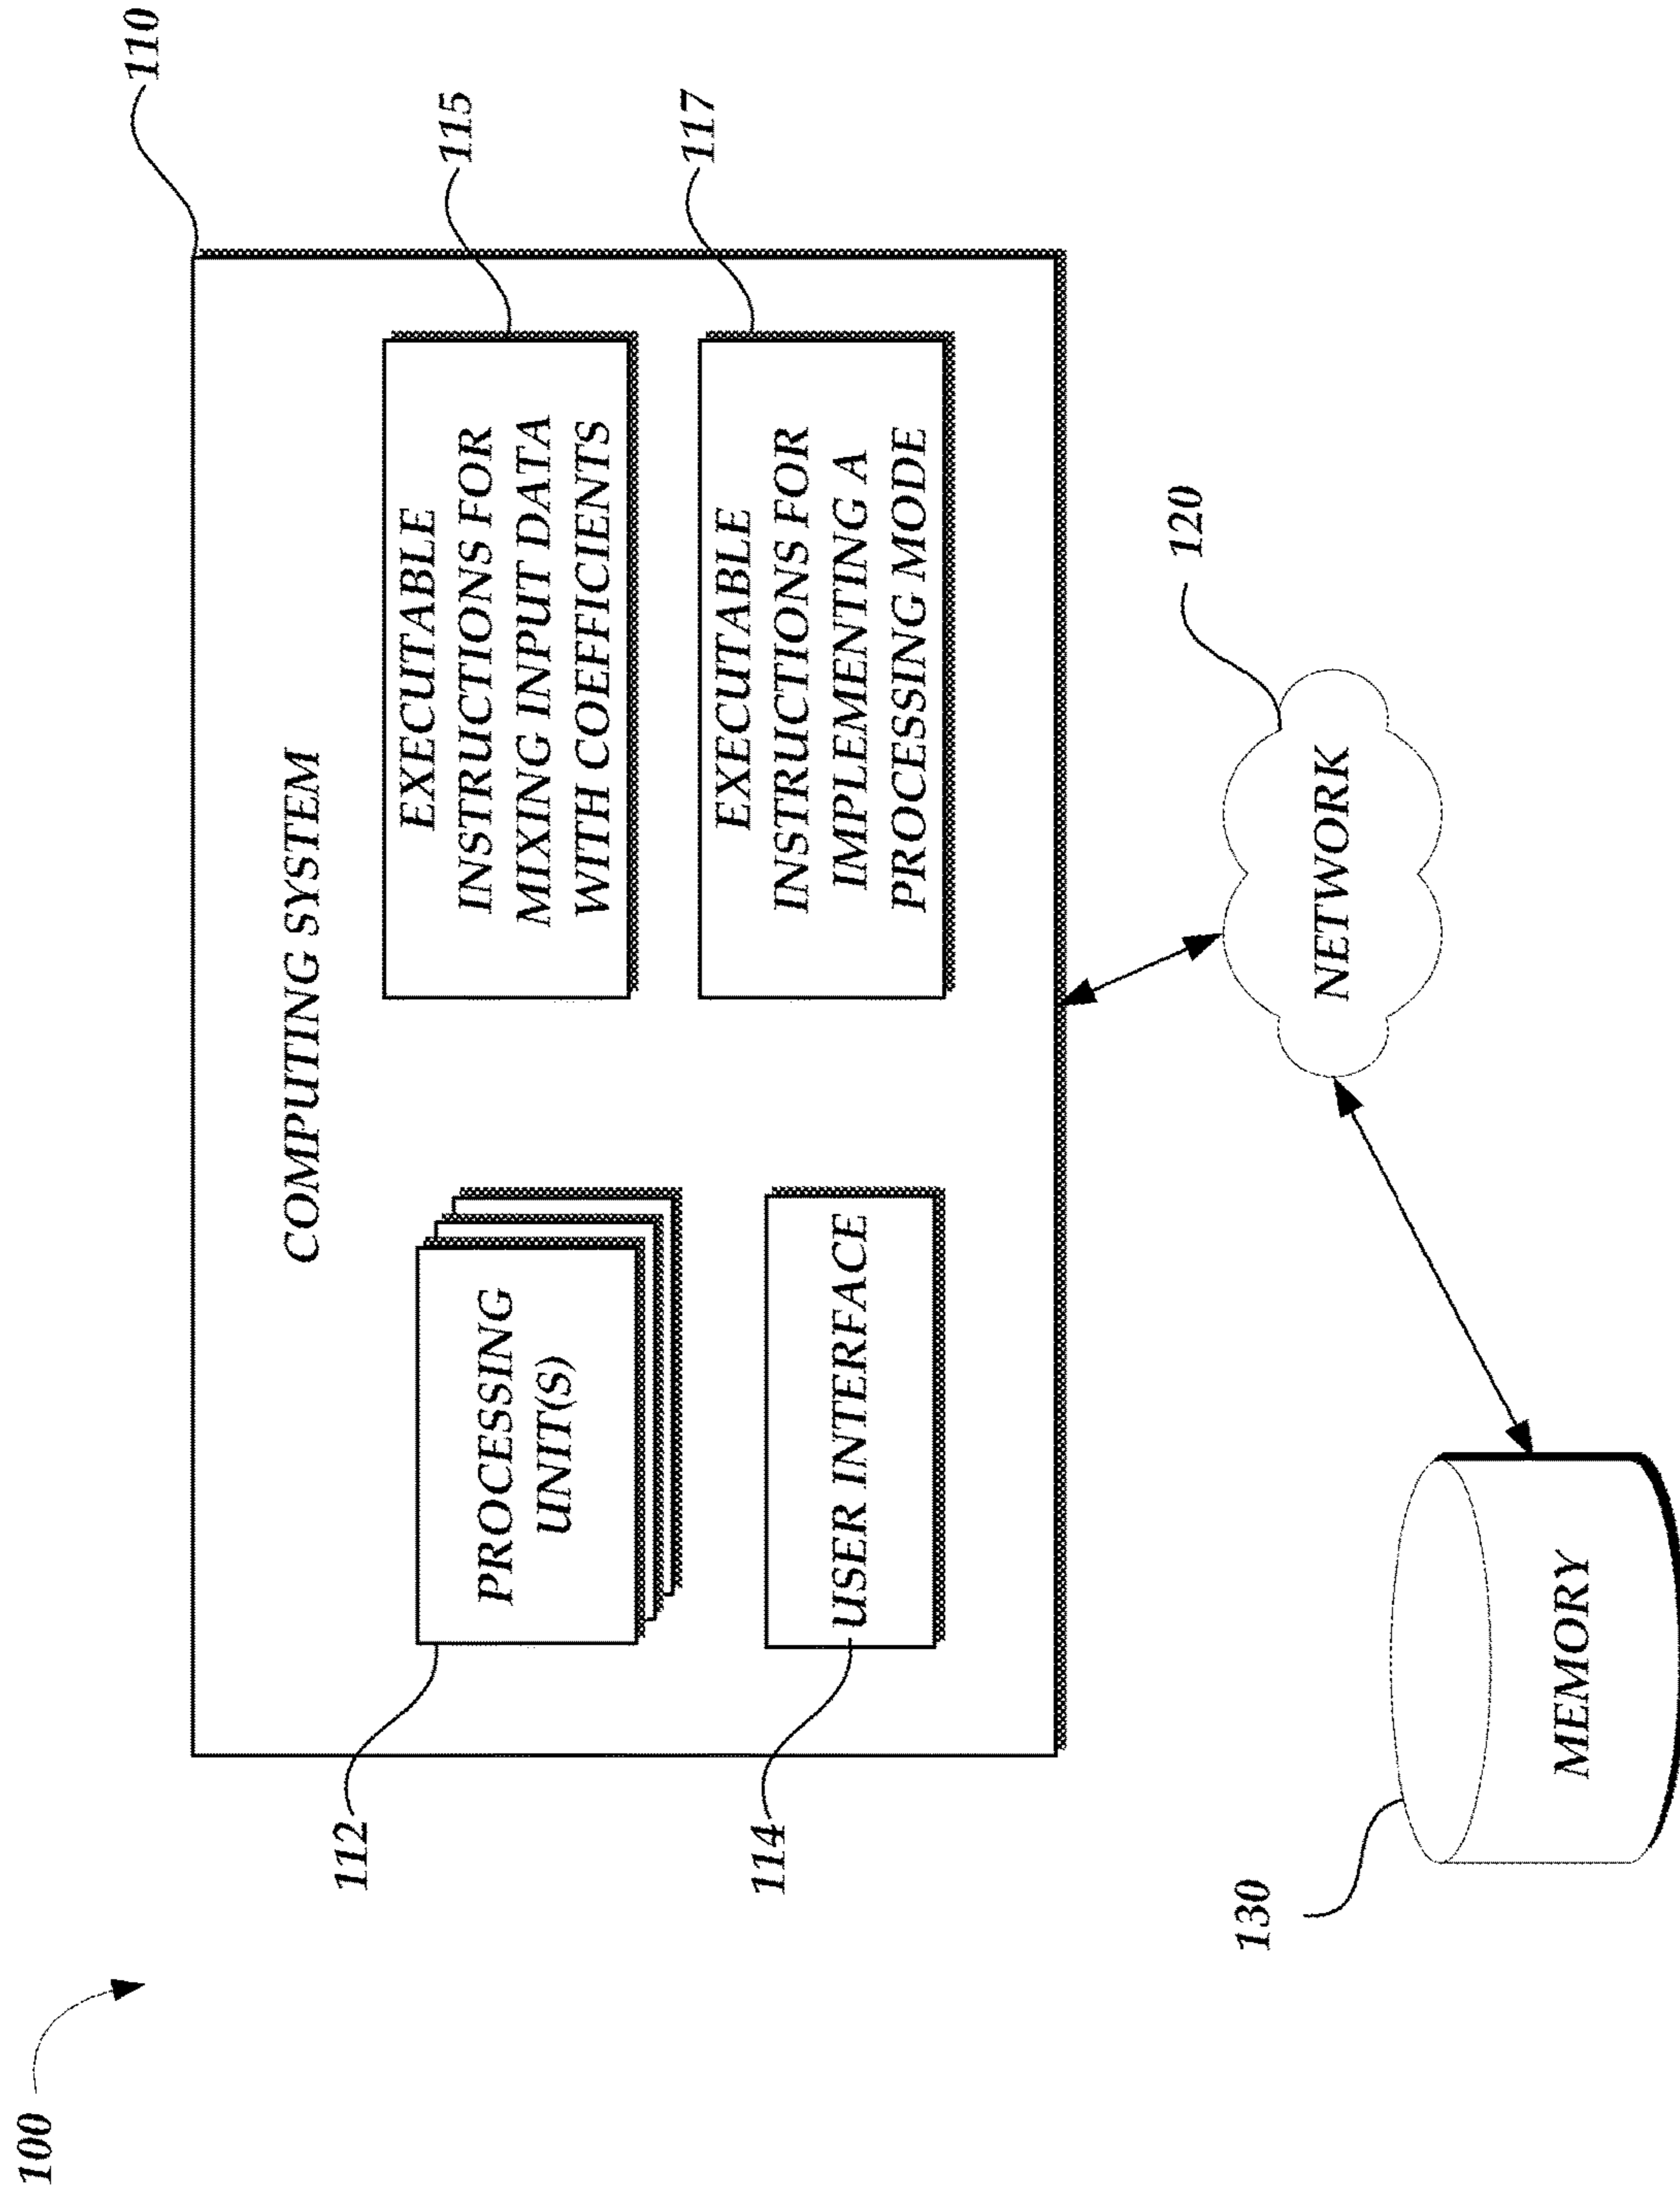 100
110
COMPUTING SYSTEM
112
PROCESSING
UNIT(S)
EXECUTABLE
INSTRUCTIONS FOR
MIXING INPUT DATA
WITH COEFFICIENTS
115
114
USER INTERFACE
EXECUTABLE
INSTRUCTIONS FOR
IMPLEMENTING A
PROCESSING MODE
117
120
NETWORK
130
MEMORY